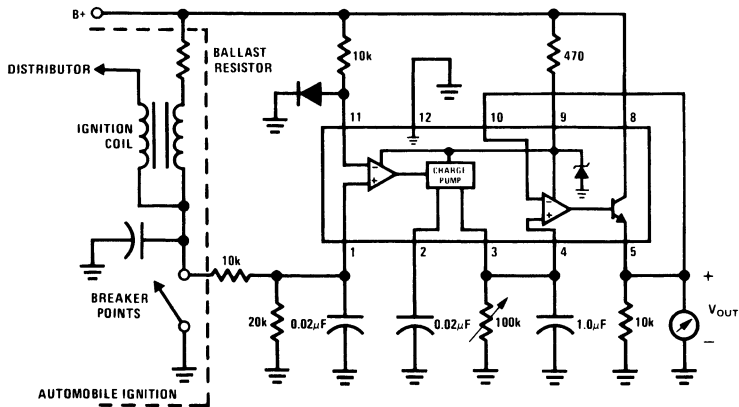 B+
DISTRIBUTOR
BALLAST
RESISTOR
IGNITION
COIL
10k
470
11
12
10
9
8
CHARGE
PUMP
1
2
3
4
5
10k
BREAKER
POINTS
20k
0.02μF
0.02μF
100k
1.0μF
10k
+
VOUT
−
AUTOMOBILE IGNITION